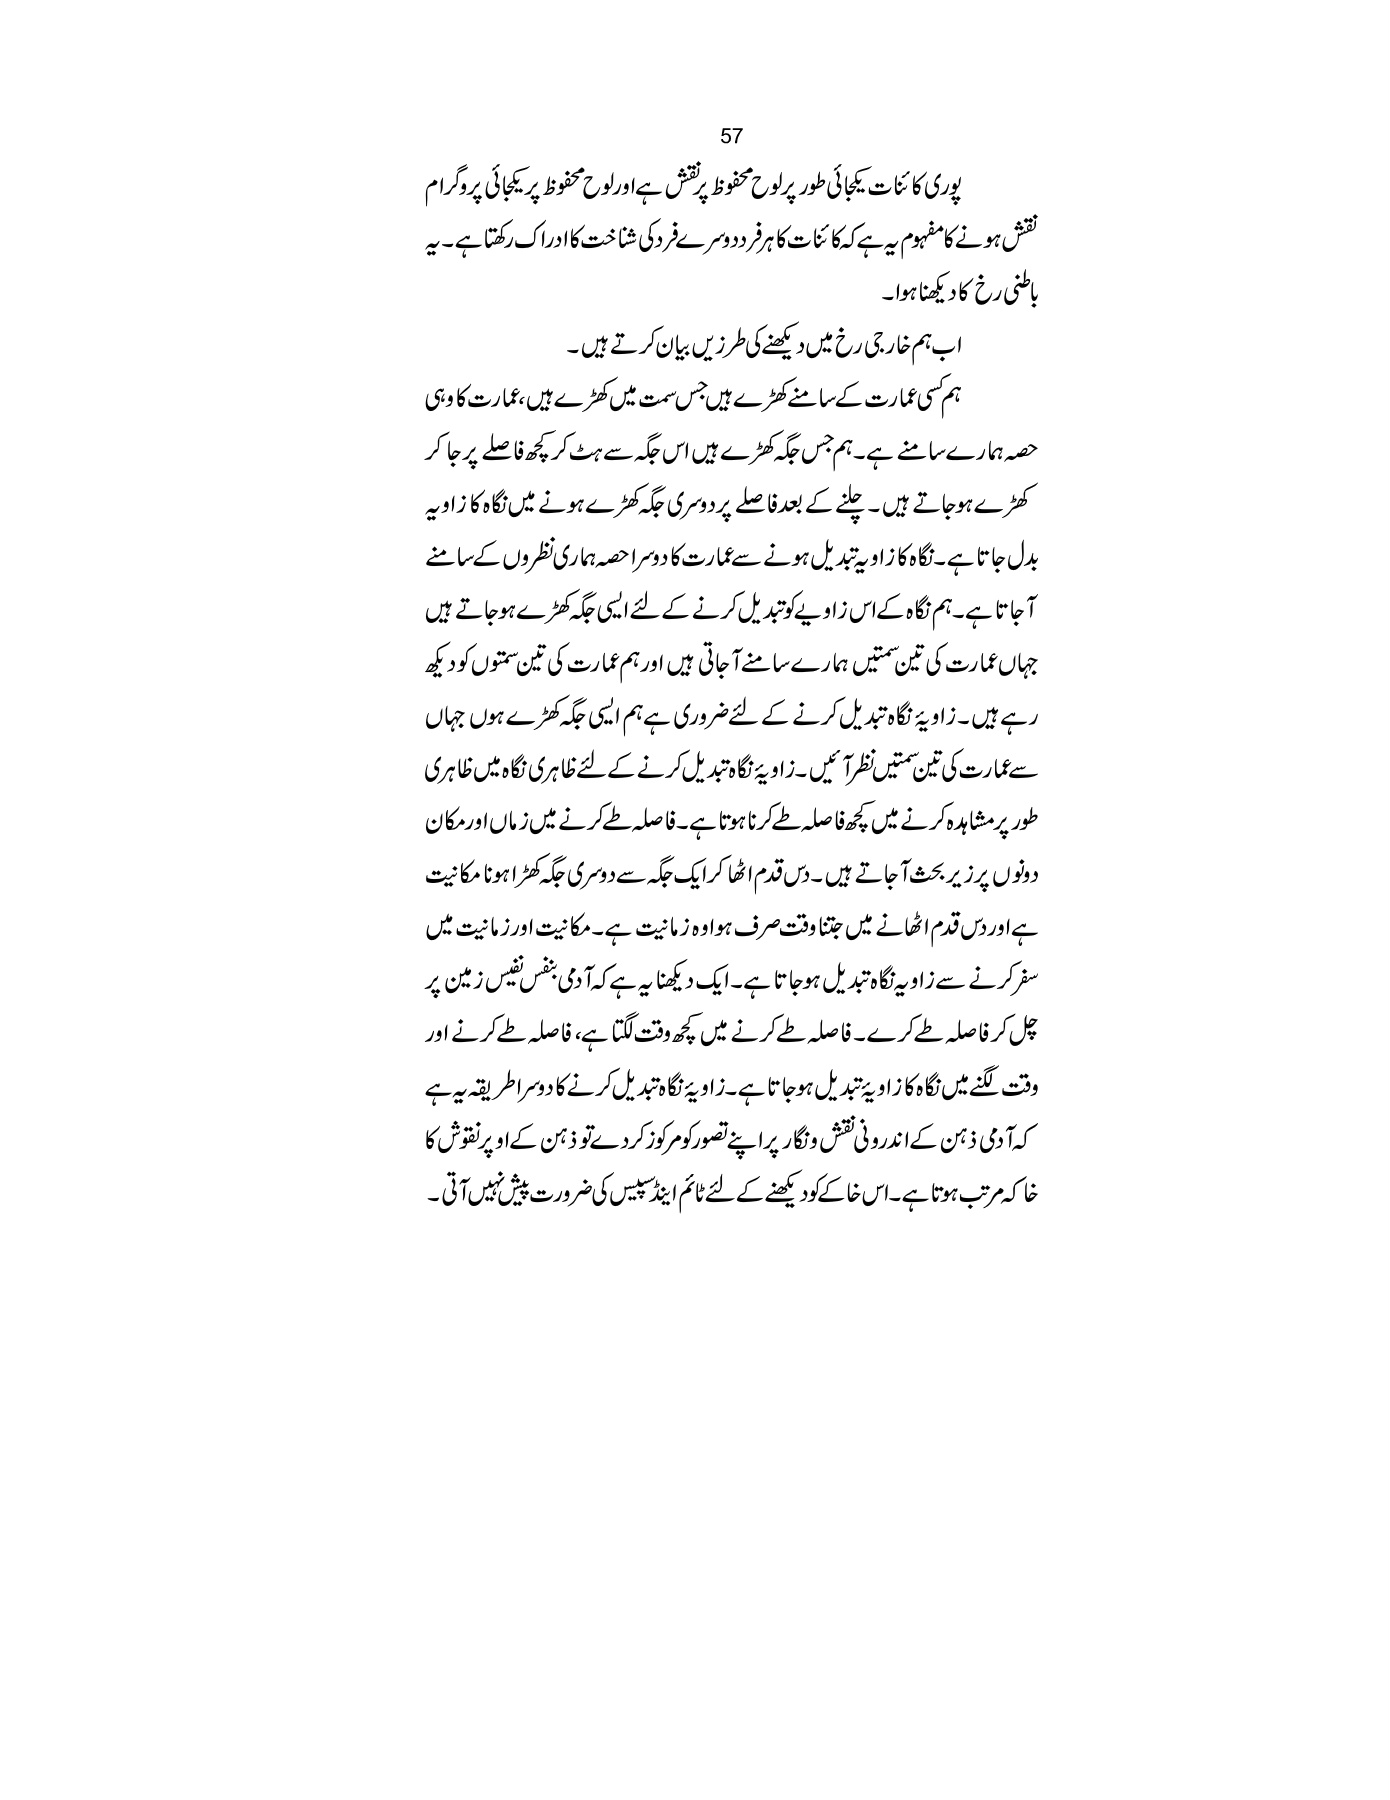 57
پوری کائنات یکجائی طور پر لوح محفوظ پر نقش ہے اور لوح محفوظ پر یکجائی پروگرام
نقش ہونے کا مفہوم یہ ہے کہ کائنات کا ہر فرد دوسرے فرد کی شناخت کا ادراک رکھتا ہے۔ یہ
باطنی رخ کا دیکھنا ہوا۔
اب ہم خارجی رخ میں دیکھنے کی طرزیں بیان کرتے ہیں۔
ہم کسی عمارت کے سامنے کھڑے ہیں جس سمت میں کھڑے ہیں، عمارت کا وہی
حصہ ہمارے سامنے ہے۔ ہم جس جگہ کھڑے ہیں اس جگہ سے ہٹ کر کچھ فاصلے پر جا کر
کھڑے ہوجاتے ہیں۔ چلنے کے بعد فاصلے پر دوسری جگہ کھڑے ہونے میں نگاہ کا زاویہ
بدل جاتا ہے۔ نگاہ کا زاویہ تبدیل ہونے سے عمارت کا دوسرا حصہ ہماری نظروں کے سامنے
آجاتا ہے۔ ہم نگاہ کے اس زاویے کو تبدیل کرنے کے لئے ایسی جگہ کھڑے ہوجاتے ہیں
جہاں عمارت کی تین سمتیں ہمارے سامنے آجاتی ہیں اور ہم عمارت کی تین سمتوں کو دیکھ
رہے ہیں۔ زاویۂ نگاہ تبدیل کرنے کے لئے ضروری ہے ہم ایسی جگہ کھڑے ہوں جہاں
سے عمارت کی تین سمتیں نظر آئیں۔ زاویۂ نگاہ تبدیل کرنے کے لئے ظاہری نگاہ میں ظاہری
طور پر مشاہدہ کرنے میں کچھ فاصلہ طے کرنا ہوتا ہے۔ فاصلہ طے کرنے میں زماں اور مکان
دونوں پر زیر بحث آجاتے ہیں۔ دس قدم اٹھا کر ایک جگہ سے دوسری جگہ کھڑا ہونا مکانیت
ہے اور دس قدم اٹھانے میں جتنا وقت صرف ہوا وہ زمانیت ہے۔ مکانیت اور زمانیت میں
سفر کرنے سے زاویہ نگاہ تبدیل ہوجاتا ہے۔ ایک دیکھنا یہ ہے کہ آدمی بنفس نفیس زمین پر
چل کر فاصلہ طے کرے۔ فاصلہ طے کرنے میں کچھ وقت لگتا ہے، فاصلہ طے کرنے اور
وقت لگنے میں نگاہ کا زاویۂ تبدیل ہوجاتا ہے۔ زاویۂ نگاہ تبدیل کرنے کا دوسرا طریقہ یہ ہے
کہ آدمی ذہن کے اندرونی نقش و نگار پر اپنے تصور کو مرکوز کردے تو ذہن کے اوپر نقوش کا
خاکہ مرتب ہوتا ہے۔ اس خاکے کو دیکھنے کے لئے ٹائم اینڈ سپیس کی ضرورت پیش نہیں آتی۔